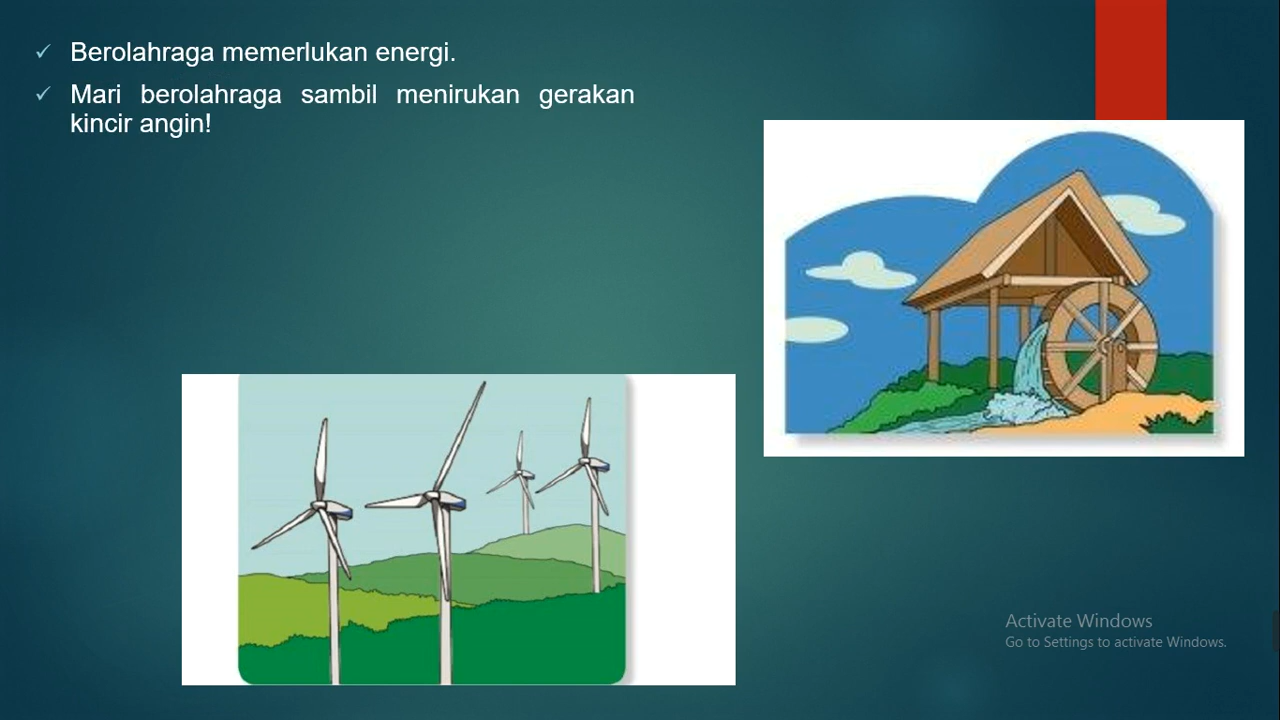 Berolahraga memerlukan energi.
Mari berolahraga sambil menirukan gerakan
kincir angin!
Activate Windows
Go to Settings to activate Windows.